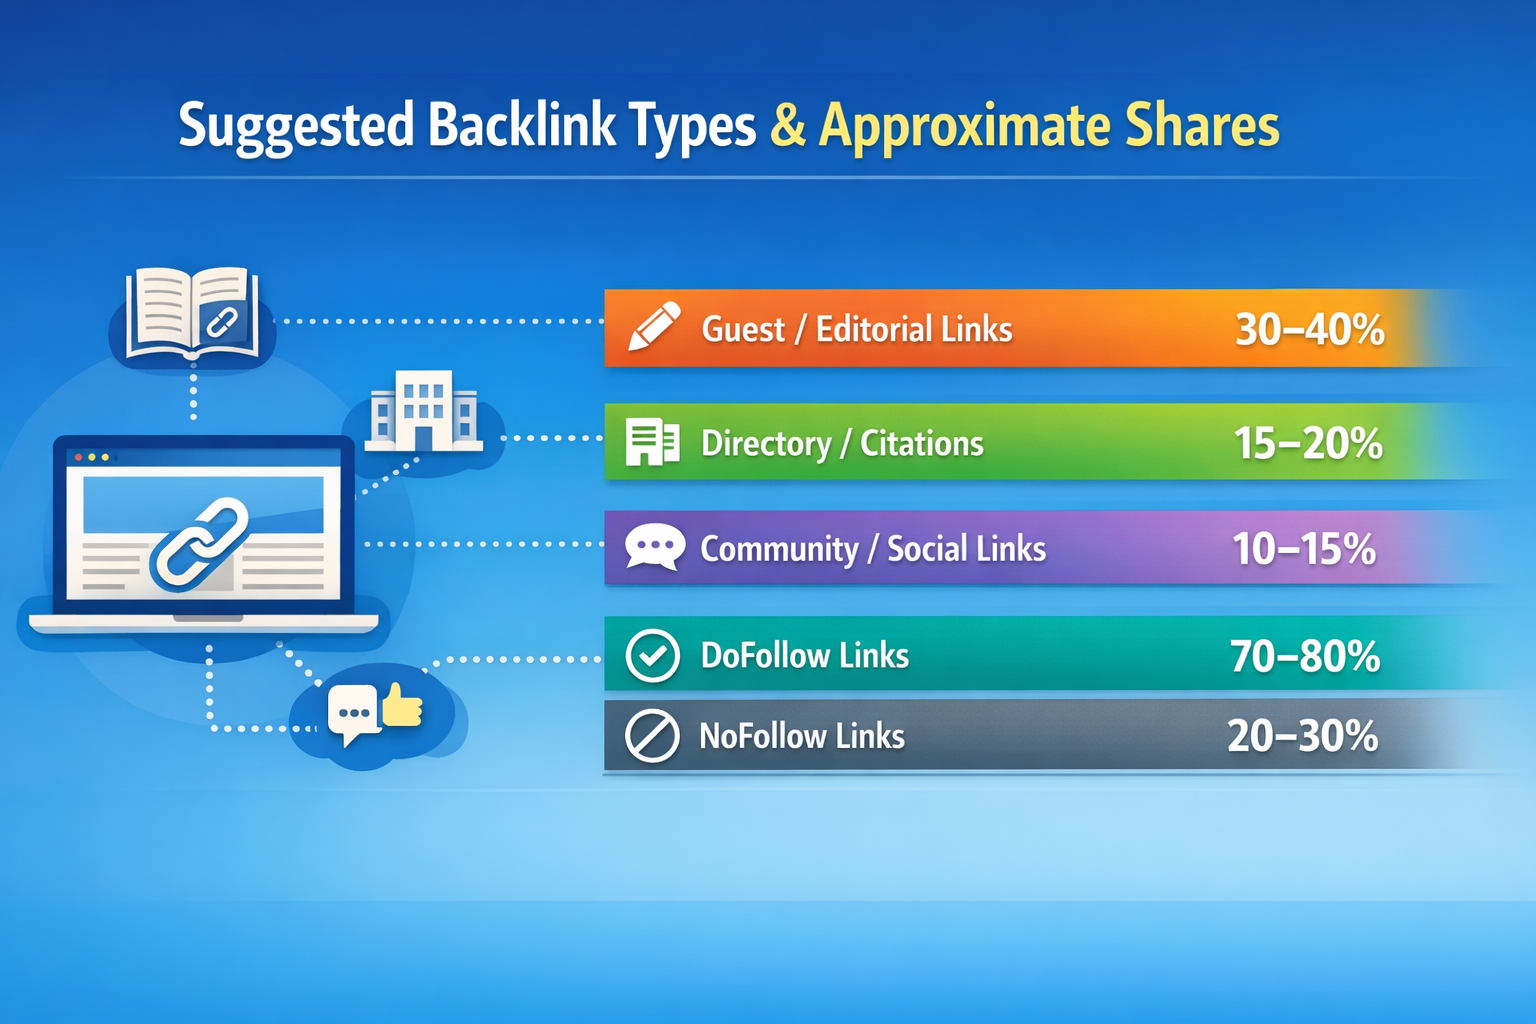 Suggested Backlink Types & Approximate Shares
Guest / Editorial Links 30–40%
Directory / Citations 15–20%
Community / Social Links 10–15%
DoFollow Links 70–80%
NoFollow Links 20–30%